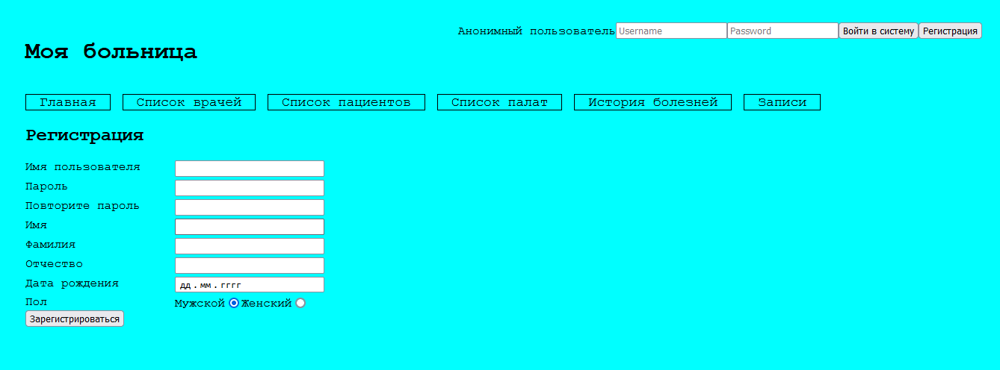 Анонимный пользователь Username Password Войти в систему Регистрация
Моя больница
Главная Список врачей Список пациентов Список палат История болезней Записи
Регистрация
Имя пользователя
Пароль
Повторите пароль
Имя
Фамилия
Отчество
Дата рождения дд.мм.гггг
Пол Мужской Женский
Зарегистрироваться